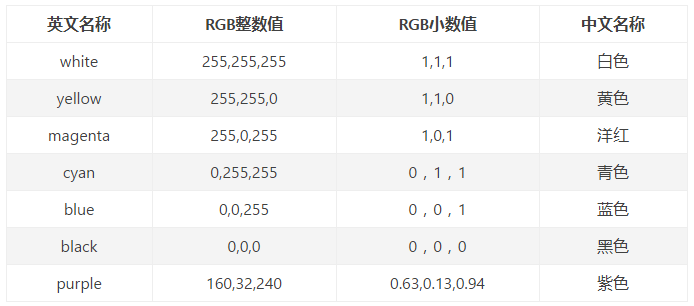 英文名称 RGB整数值 RGB小数值 中文名称
white 255,255,255 1,1,1 白色
yellow 255,255,0 1,1,0 黄色
magenta 255,0,255 1,0,1 洋红
cyan 0,255,255 0，1，1 青色
blue 0,0,255 0，0，1 蓝色
black 0,0,0 0，0，0 黑色
purple 160,32,240 0.63,0.13,0.94 紫色